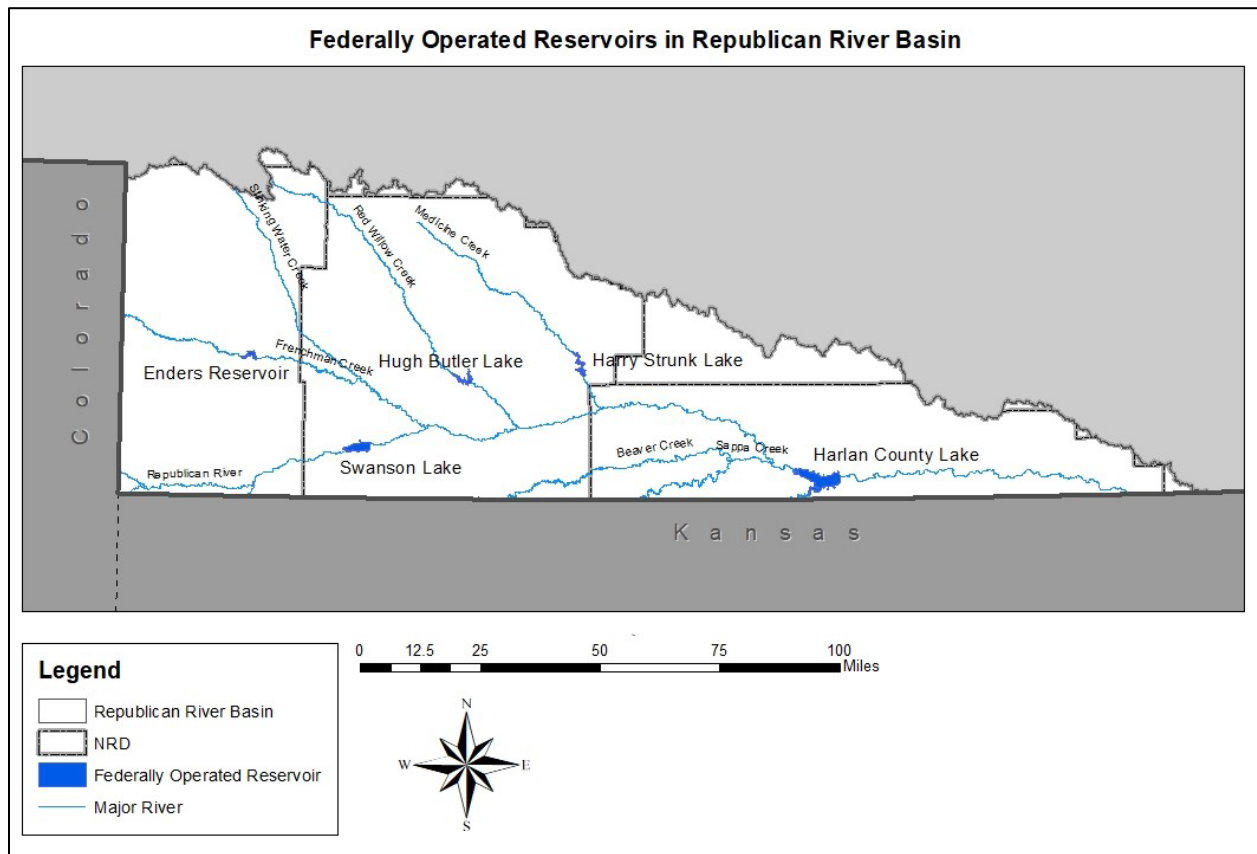 Federally Operated Reservoirs in Republican River Basin
Colorado
Stinking Water Creek
Red Willow Creek
Medicine Creek
Frenchman Creek
Hugh Butler Lake
Harry Strunk Lake
Enders Reservoir
Beaver Creek
Sappa Creek
Harlan County Lake
Swanson Lake
Republican River
Kansas
Legend
Republican River Basin
NRD
Federally Operated Reservoir
Major River
0 12.5 25 50 75 100
Miles
N
W E
S